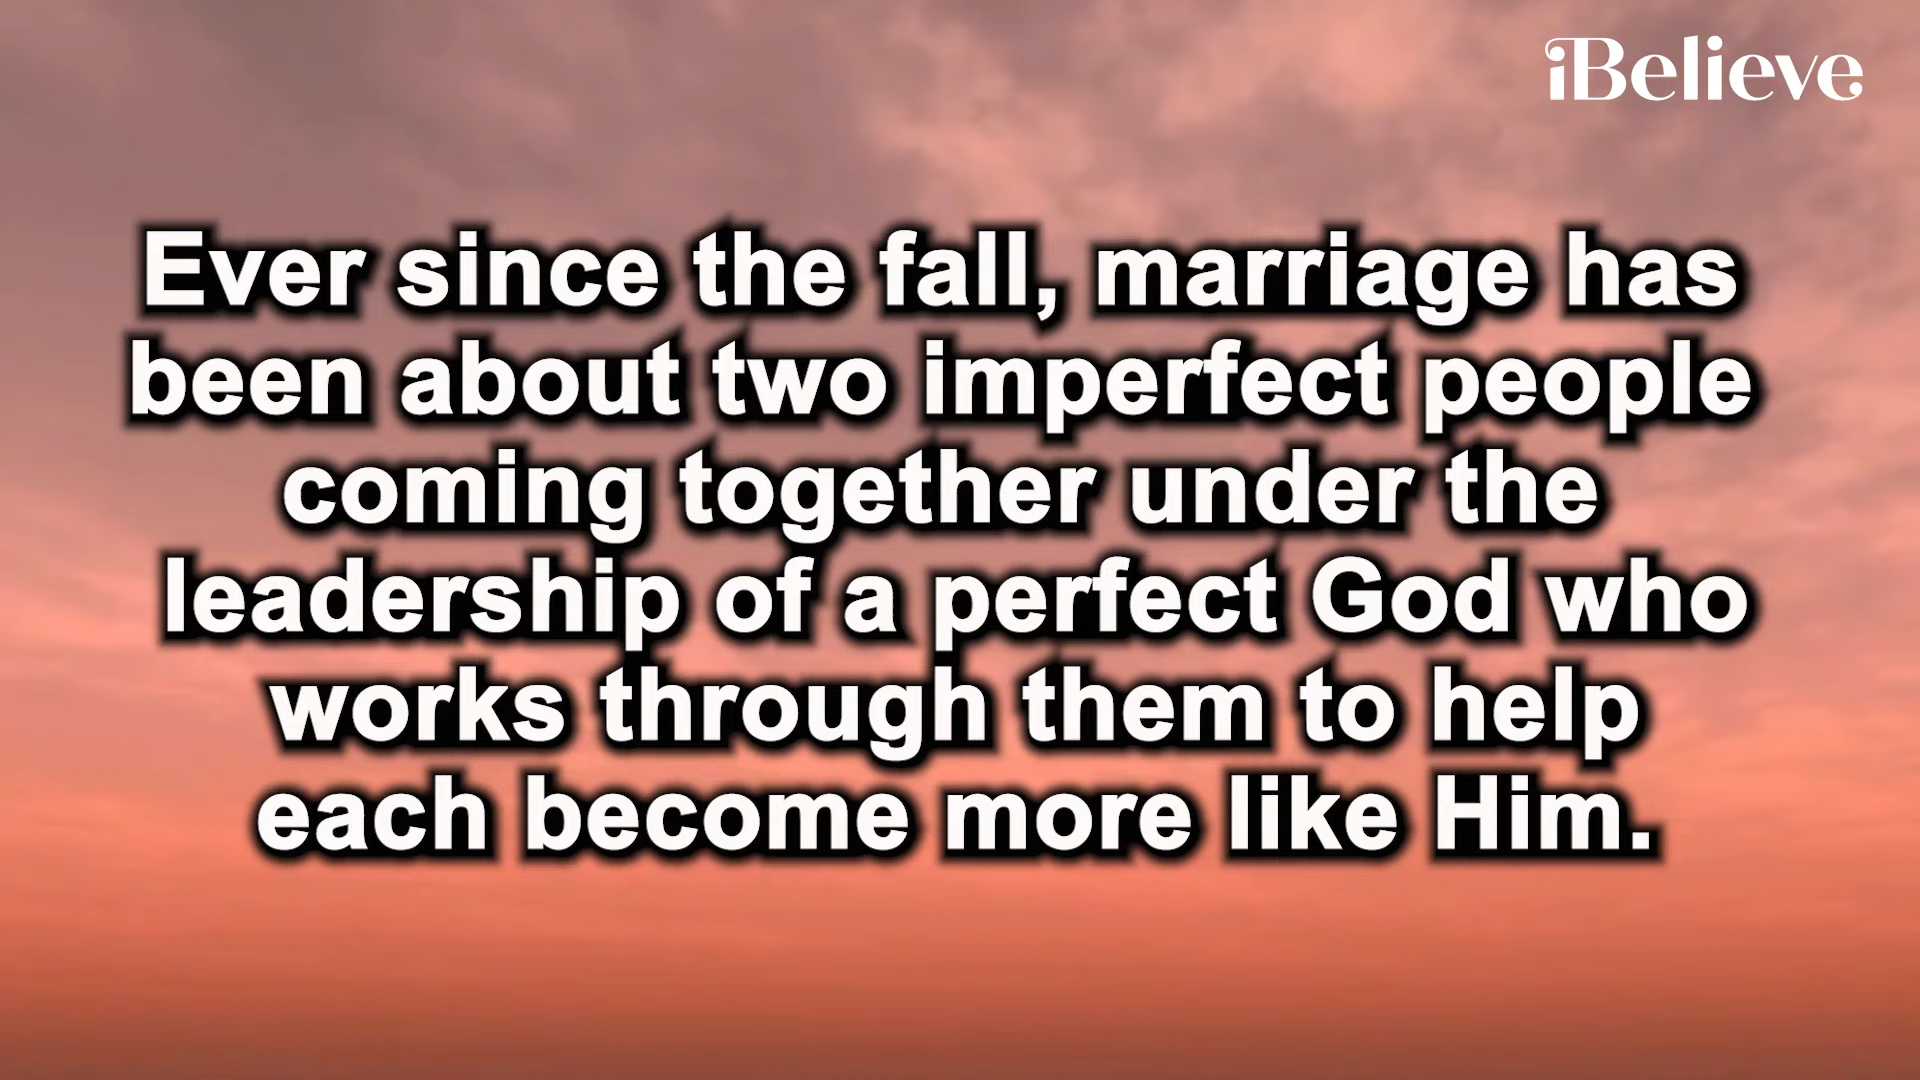 iBelieve
Ever since the fall, marriage has
been about two imperfect people
coming together under the
leadership of a perfect God who
works through them to help
each become more like Him.